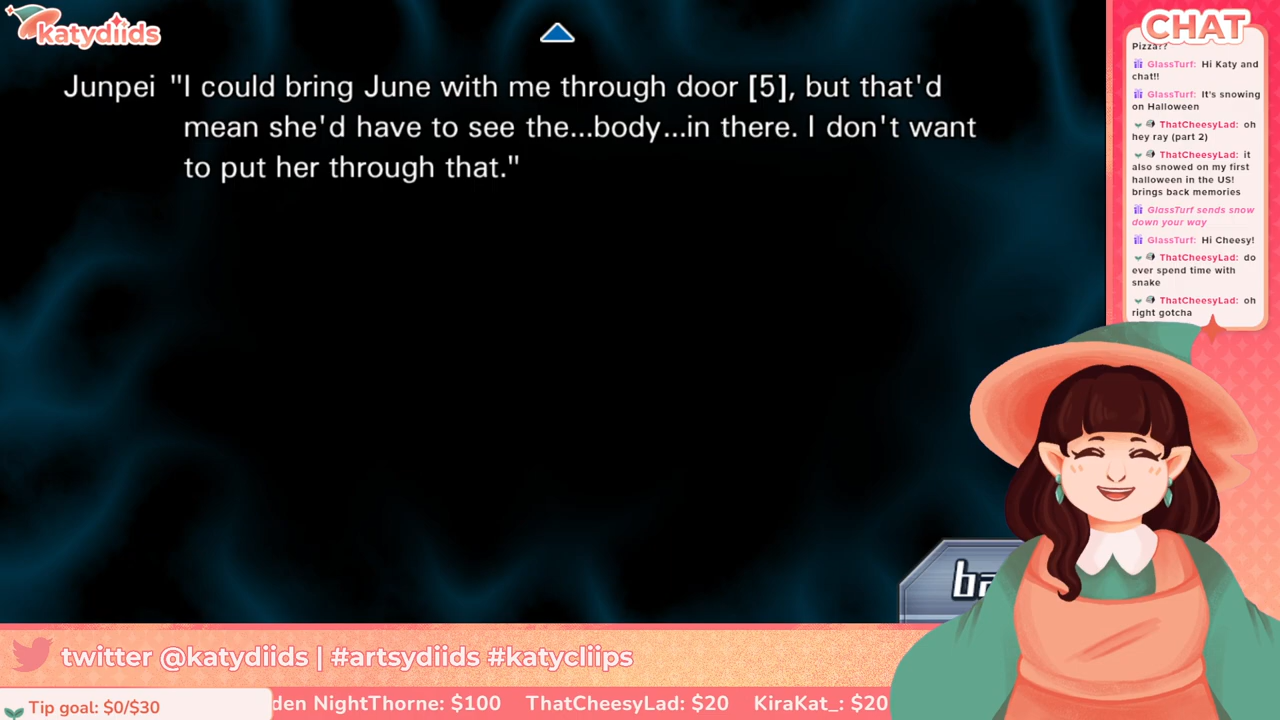 katydiids
Junpei "I could bring June with me through door [5], but that'd
mean she'd have to see the...body...in there. I don't want
to put her through that."
CHAT
Pizza??
GlassTurf: Hi Katy and
chat!!
GlassTurf: It's snowing
on Halloween
ThatCheesyLad: oh
hey ray (part 2)
ThatCheesyLad: it
also snowed on my first
halloween in the US!
brings back memories
GlassTurf sends snow
down your way
GlassTurf: Hi Cheesy!
ThatCheesyLad: do
ever spend time with
snake
ThatCheesyLad: oh
right gotcha
twitter @katydiids | #artsydiids #katycliips
Tip goal: $0/$30
den NightThorne: $100 ThatCheesyLad: $20 KiraKat_: $20